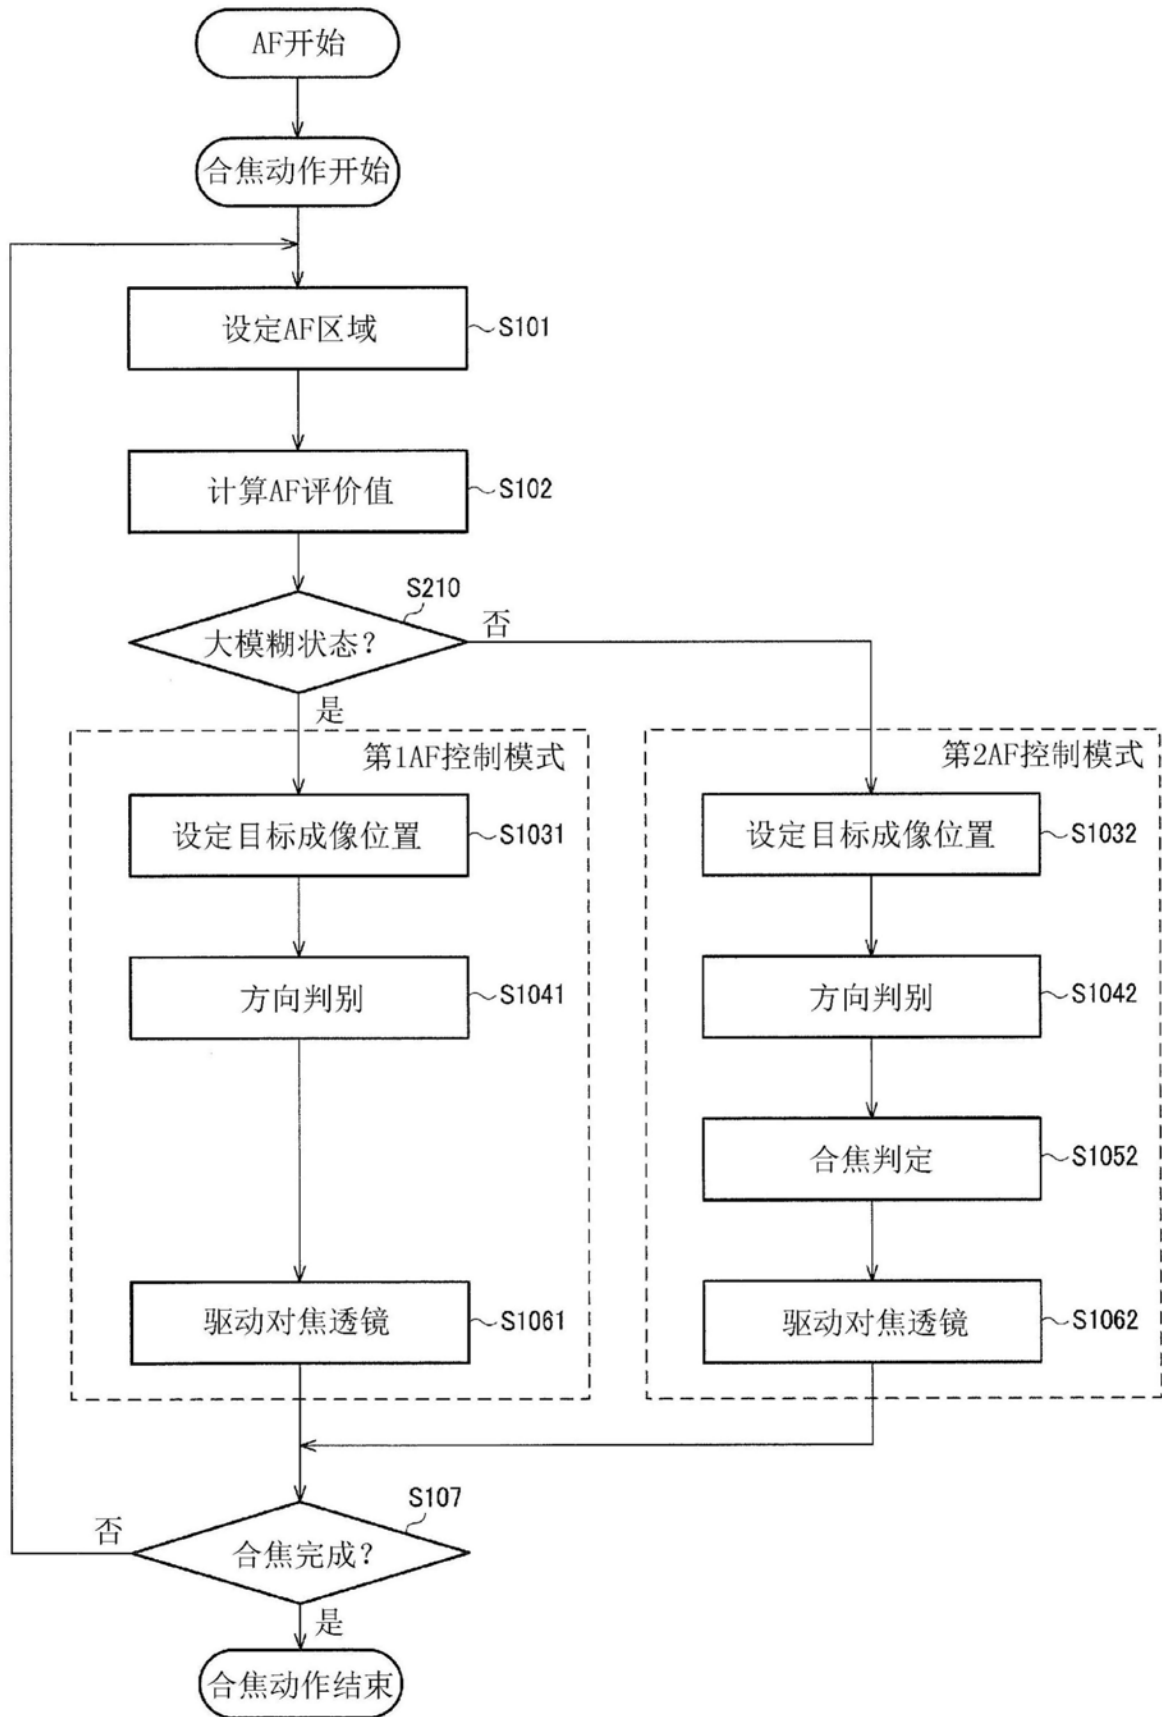 AF开始
合焦动作开始
设定AF区域
S101
计算AF评价值
S102
S210
大模糊状态?
否
是
第1AF控制模式
设定目标成像位置
S1031
方向判别
S1041
驱动对焦透镜
S1061
第2AF控制模式
设定目标成像位置
S1032
方向判别
S1042
合焦判定
S1052
驱动对焦透镜
S1062
S107
否
合焦完成?
是
合焦动作结束